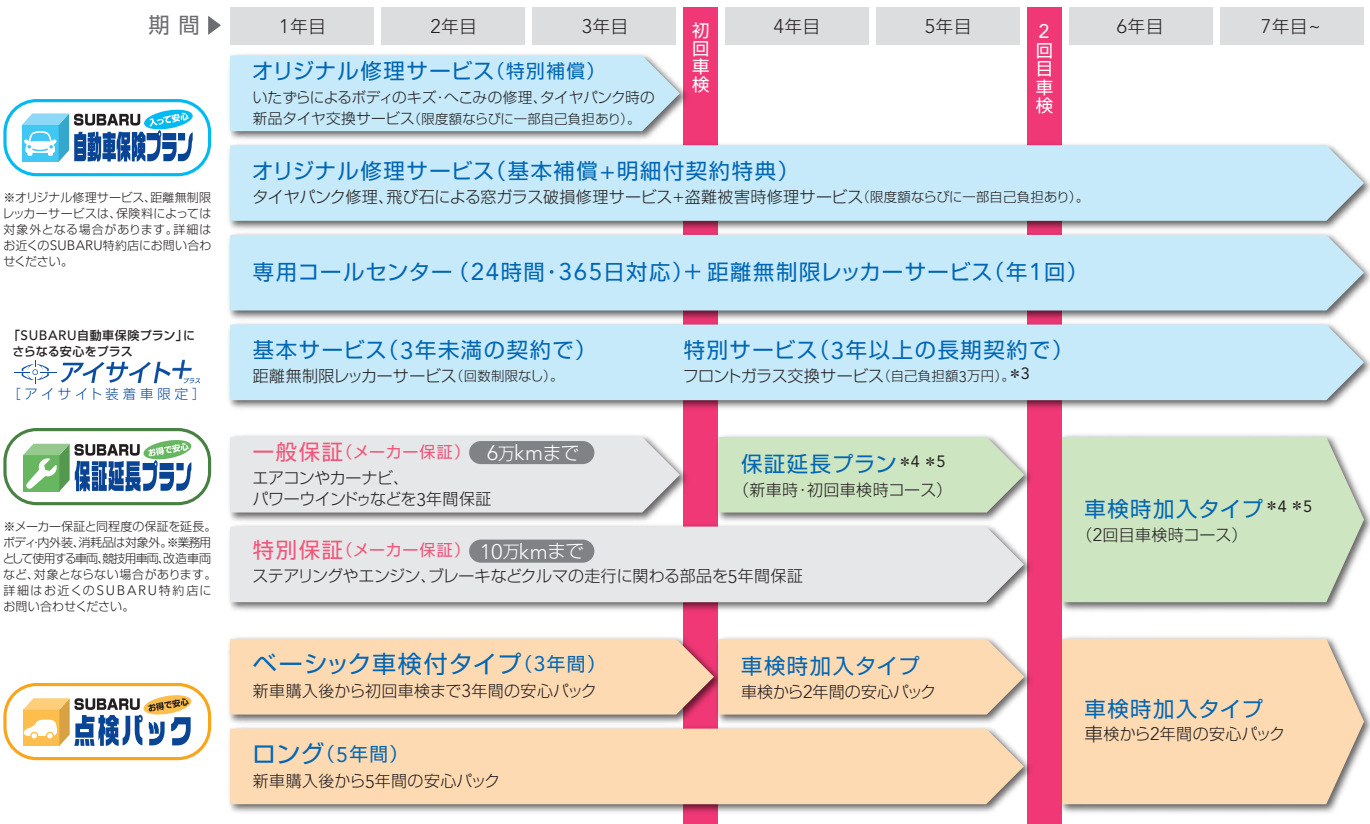 期間▶ 1年目 2年目 3年目 初回車検 4年目 5年目 2回目車検 6年目 7年目~
SUBARU 入って安心
自動車保険プラン
※オリジナル修理サービス、距離無制限
レッカーサービスは、保険料によっては
対象外となる場合があります。詳細は
お近くのSUBARU特約店にお問い合わ
せください。
オリジナル修理サービス(特別補償)
いたずらによるボディのキズ・へこみの修理、タイヤパンク時の
新品タイヤ交換サービス(限度額ならびに一部自己負担あり)。
オリジナル修理サービス(基本補償+明細付契約特典)
タイヤパンク修理、飛び石による窓ガラス破損修理サービス+盗難被害時修理サービス(限度額ならびに一部自己負担あり)。
専用コールセンター(24時間・365日対応)+距離無制限レッカーサービス(年1回)
「SUBARU自動車保険プラン」に
さらなる安心をプラス
アイサイト+プラス
[アイサイト装着車限定]
基本サービス(3年未満の契約で)
距離無制限レッカーサービス(回数制限なし)。
特別サービス(3年以上の長期契約で)
フロントガラス交換サービス(自己負担額3万円)。*3
SUBARU お得で安心
保証延長プラン
※メーカー保証と同程度の保証を延長。
ボディ・内外装、消耗品は対象外。※業務用
として使用する車両、競技用車両、改造車両
など、対象とならない場合があります。
詳細はお近くのSUBARU特約店に
お問い合わせください。
一般保証(メーカー保証) 6万kmまで
エアコンやカーナビ、
パワーウインドゥなどを3年間保証
保証延長プラン*4 *5
(新車時・初回車検時コース)
特別保証(メーカー保証) 10万kmまで
ステアリングやエンジン、ブレーキなどクルマの走行に関わる部品を5年間保証
車検時加入タイプ*4 *5
(2回目車検時コース)
SUBARU お得で安心
点検パック
ベーシック車検付タイプ(3年間)
新車購入後から初回車検まで3年間の安心パック
車検時加入タイプ
車検から2年間の安心パック
ロング(5年間)
新車購入後から5年間の安心パック
車検時加入タイプ
車検から2年間の安心パック